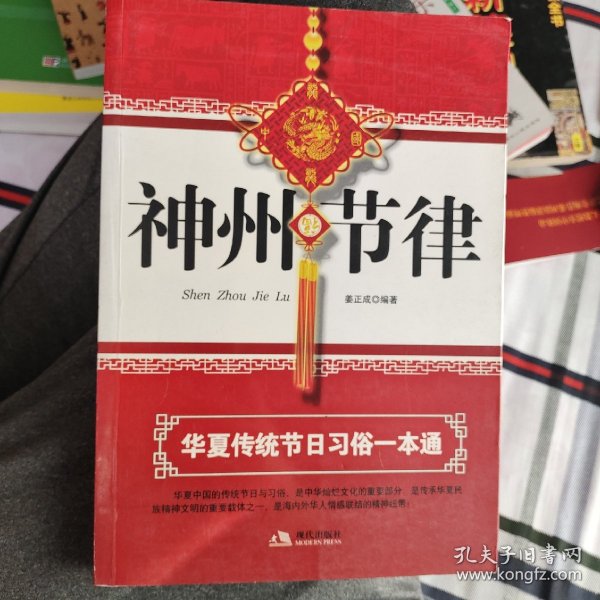 中 國
神州 节律
Shen Zhou Jie Lu
姜正成◎编著
华夏传统节日习俗一本通
华夏中国的传统节日与习俗，是中华灿烂文化的重要部分，是传承华夏民
族精神文明的重要载体之一，是海内外华人情感联结的精神纽带。
现代出版社
MODERN PRESS
孔夫子旧书网
www.kongfz.com
新
全书